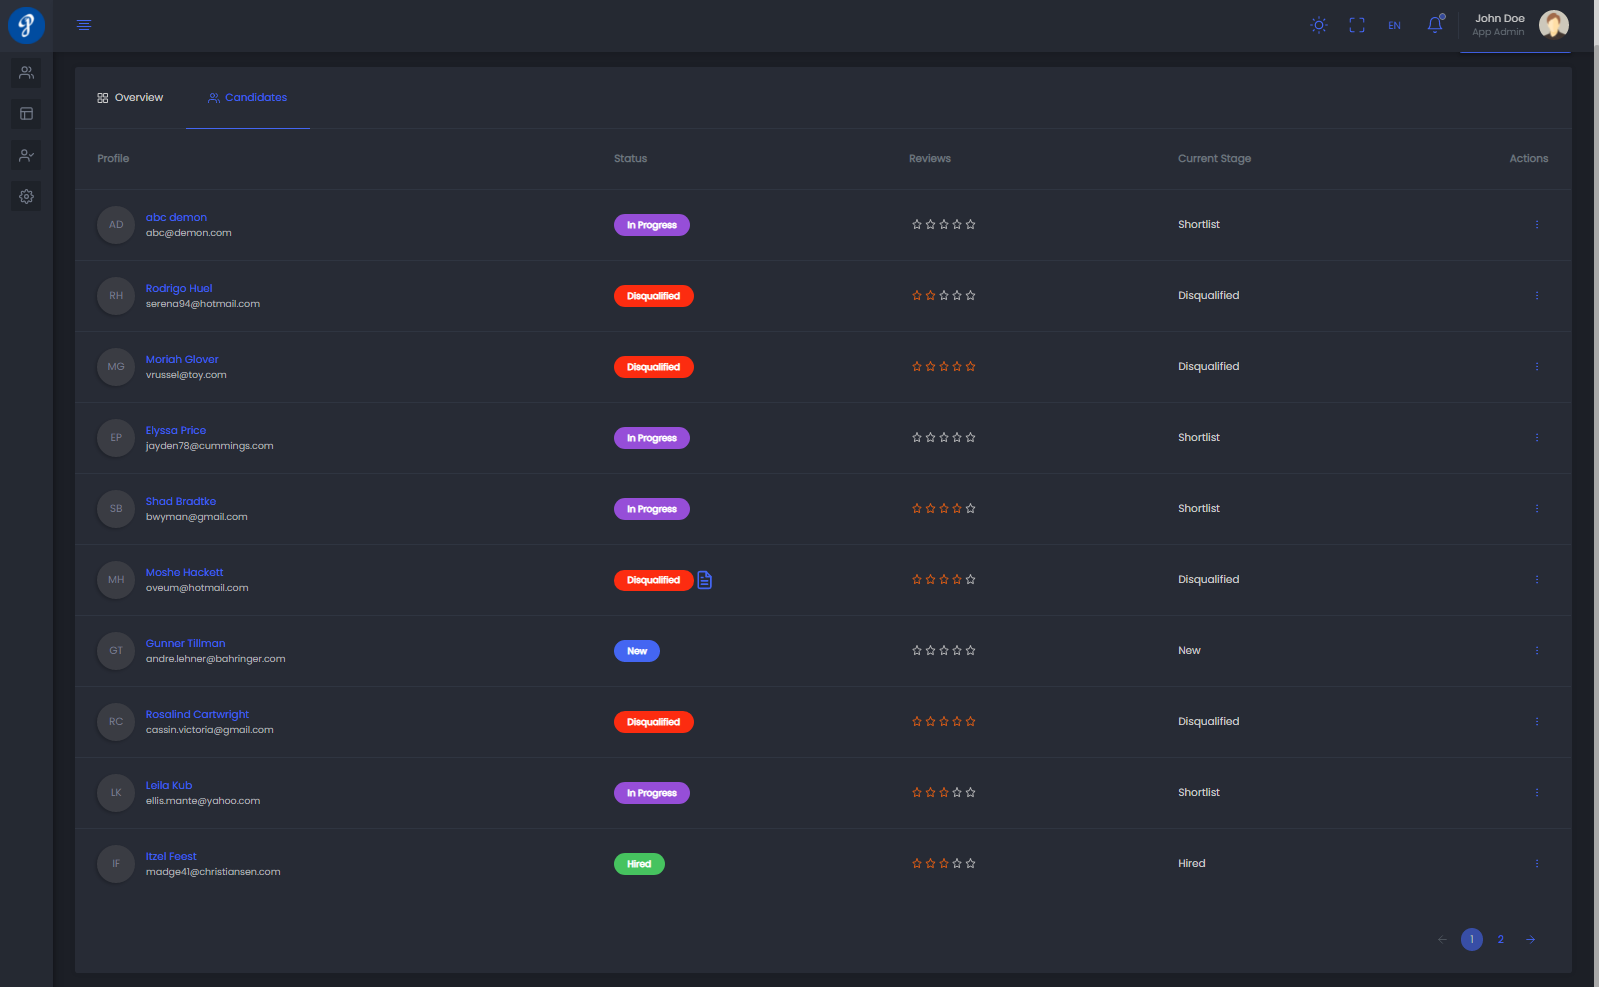 EN
John Doe
App Admin
Overview
Candidates
Profile Status Reviews Current Stage Actions
AD abc demon In Progress Shortlist
abc@demon.com
RH Rodrigo Huel Disqualified Disqualified
serena94@hotmail.com
MG Moriah Glover Disqualified Disqualified
vrussel@toy.com
EP Elyssa Price In Progress Shortlist
jayden78@cummings.com
SB Shad Bradtke In Progress Shortlist
bwyman@gmail.com
MH Moshe Hackett Disqualified Disqualified
oveum@hotmail.com
GT Gunner Tillman New New
andre.lehner@bahringer.com
RC Rosalind Cartwright Disqualified Disqualified
cassin.victoria@gmail.com
LK Leila Kub In Progress Shortlist
ellis.mante@yahoo.com
IF Itzel Feest Hired Hired
madge41@christiansen.com
1 2